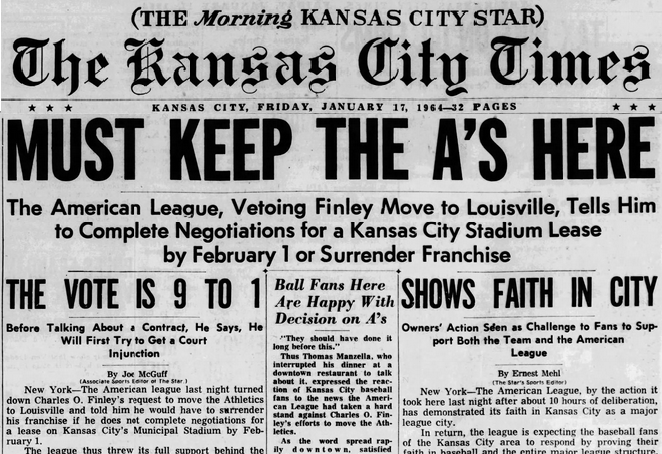 (THE Morning KANSAS CITY STAR)
The Kansas City Times
★ ★ ★ KANSAS CITY, FRIDAY, JANUARY 17, 1964—32 PAGES ★ ★ ★
MUST KEEP THE A'S HERE
The American League, Vetoing Finley Move to Louisville, Tells Him
to Complete Negotiations for a Kansas City Stadium Lease
by February 1 or Surrender Franchise
THE VOTE IS 9 TO 1
Before Talking About a Contract, He Says, He
Will First Try to Get a Court
Injunction
By Joe McGuff
(Associate Sports Editor of The Star.)
New York—The American league last night turned
down Charles O. Finley's request to move the Athletics
to Louisville and told him he would have to surrender
his franchise if he does not complete negotiations for
a lease on Kansas City's Municipal Stadium by Feb-
ruary 1.
The league thus threw its full support behind the
Ball Fans Here
Are Happy With
Decision on A's
"They should have done it
long before this."
Thus Thomas Manzella, who
interrupted his dinner at a
downtown restaurant to talk
about it. expressed the reac-
tion of Kansas City baseball
fans to the news the Ameri-
can League had taken a hard
stand against Charles O. Fin-
ley's efforts to move the Ath-
letics.
As the word spread rap-
ily downtown, satisfied
SHOWS FAITH IN CITY
Owners' Action Seen as Challenge to Fans to Sup-
port Both the Team and the American
League
By Ernest Mehl
(The Star's Sports Editor)
New York—The American League, by the action it
took here last night after about 10 hours of deliberation,
has demonstrated its faith in Kansas City as a major
league city.
In return, the league is expecting the baseball fans
of the Kansas City area to respond by proving their
faith in baseball and the entire major league structure.